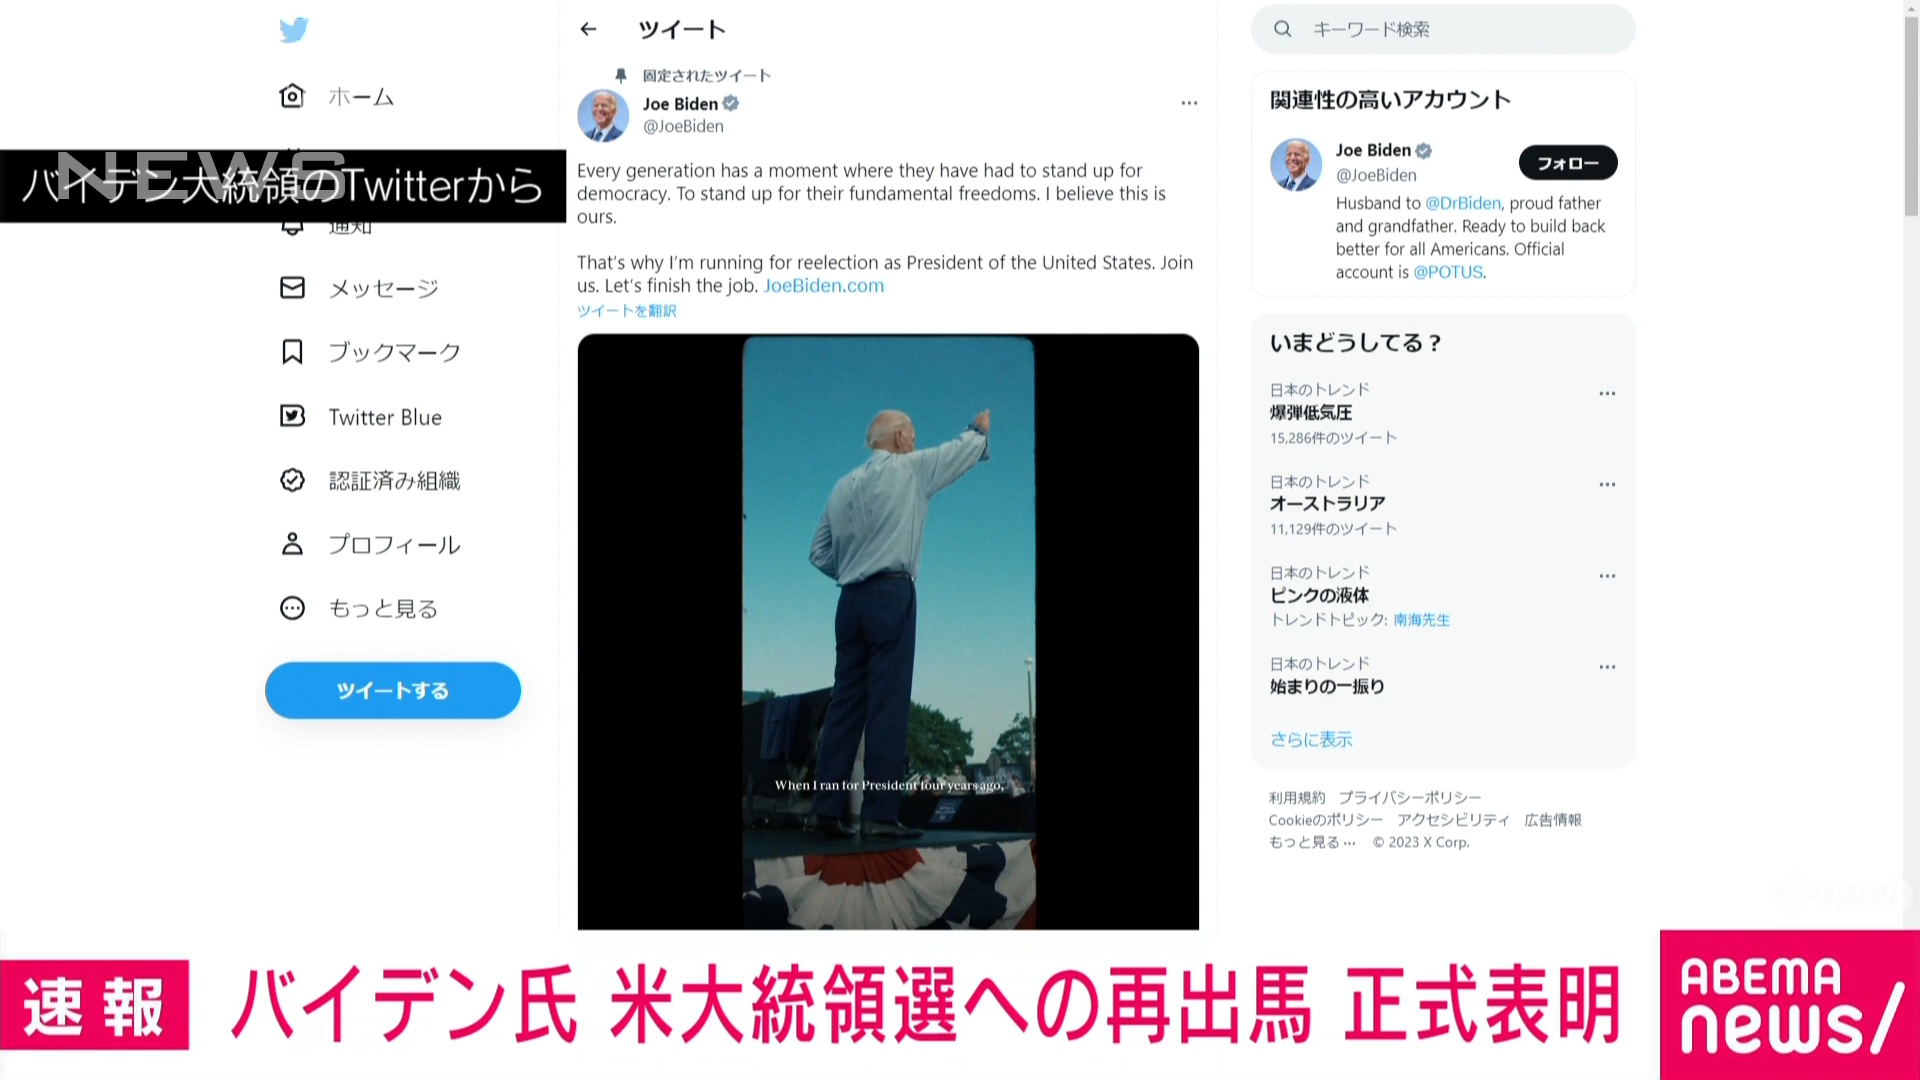 ホーム
NEWS
バイデン大統領のTwitterから
通知
メッセージ
ブックマーク
Twitter Blue
認証済み組織
プロフィール
もっと見る
ツイートする
ツイート
固定されたツイート
Joe Biden
@JoeBiden
Every generation has a moment where they have had to stand up for
democracy. To stand up for their fundamental freedoms. I believe this is
ours.
That's why I'm running for reelection as President of the United States. Join
us. Let's finish the job. JoeBiden.com
ツイートを翻訳
When I ran for President four years ago,
キーワード検索
関連性の高いアカウント
Joe Biden
@JoeBiden
フォロー
Husband to @DrBiden, proud father
and grandfather. Ready to build back
better for all Americans. Official
account is @POTUS.
いまどうしてる？
日本のトレンド
爆弾低気圧
15,286件のツイート
日本のトレンド
オーストラリア
11,129件のツイート
日本のトレンド
ピンクの液体
トレンドトピック: 南海先生
日本のトレンド
始まりの一振り
さらに表示
利用規約 プライバシーポリシー
Cookieのポリシー アクセシビリティ 広告情報
もっと見る ··· © 2023 X Corp.
速報
バイデン氏 米大統領選への再出馬 正式表明
ABEMA
news/